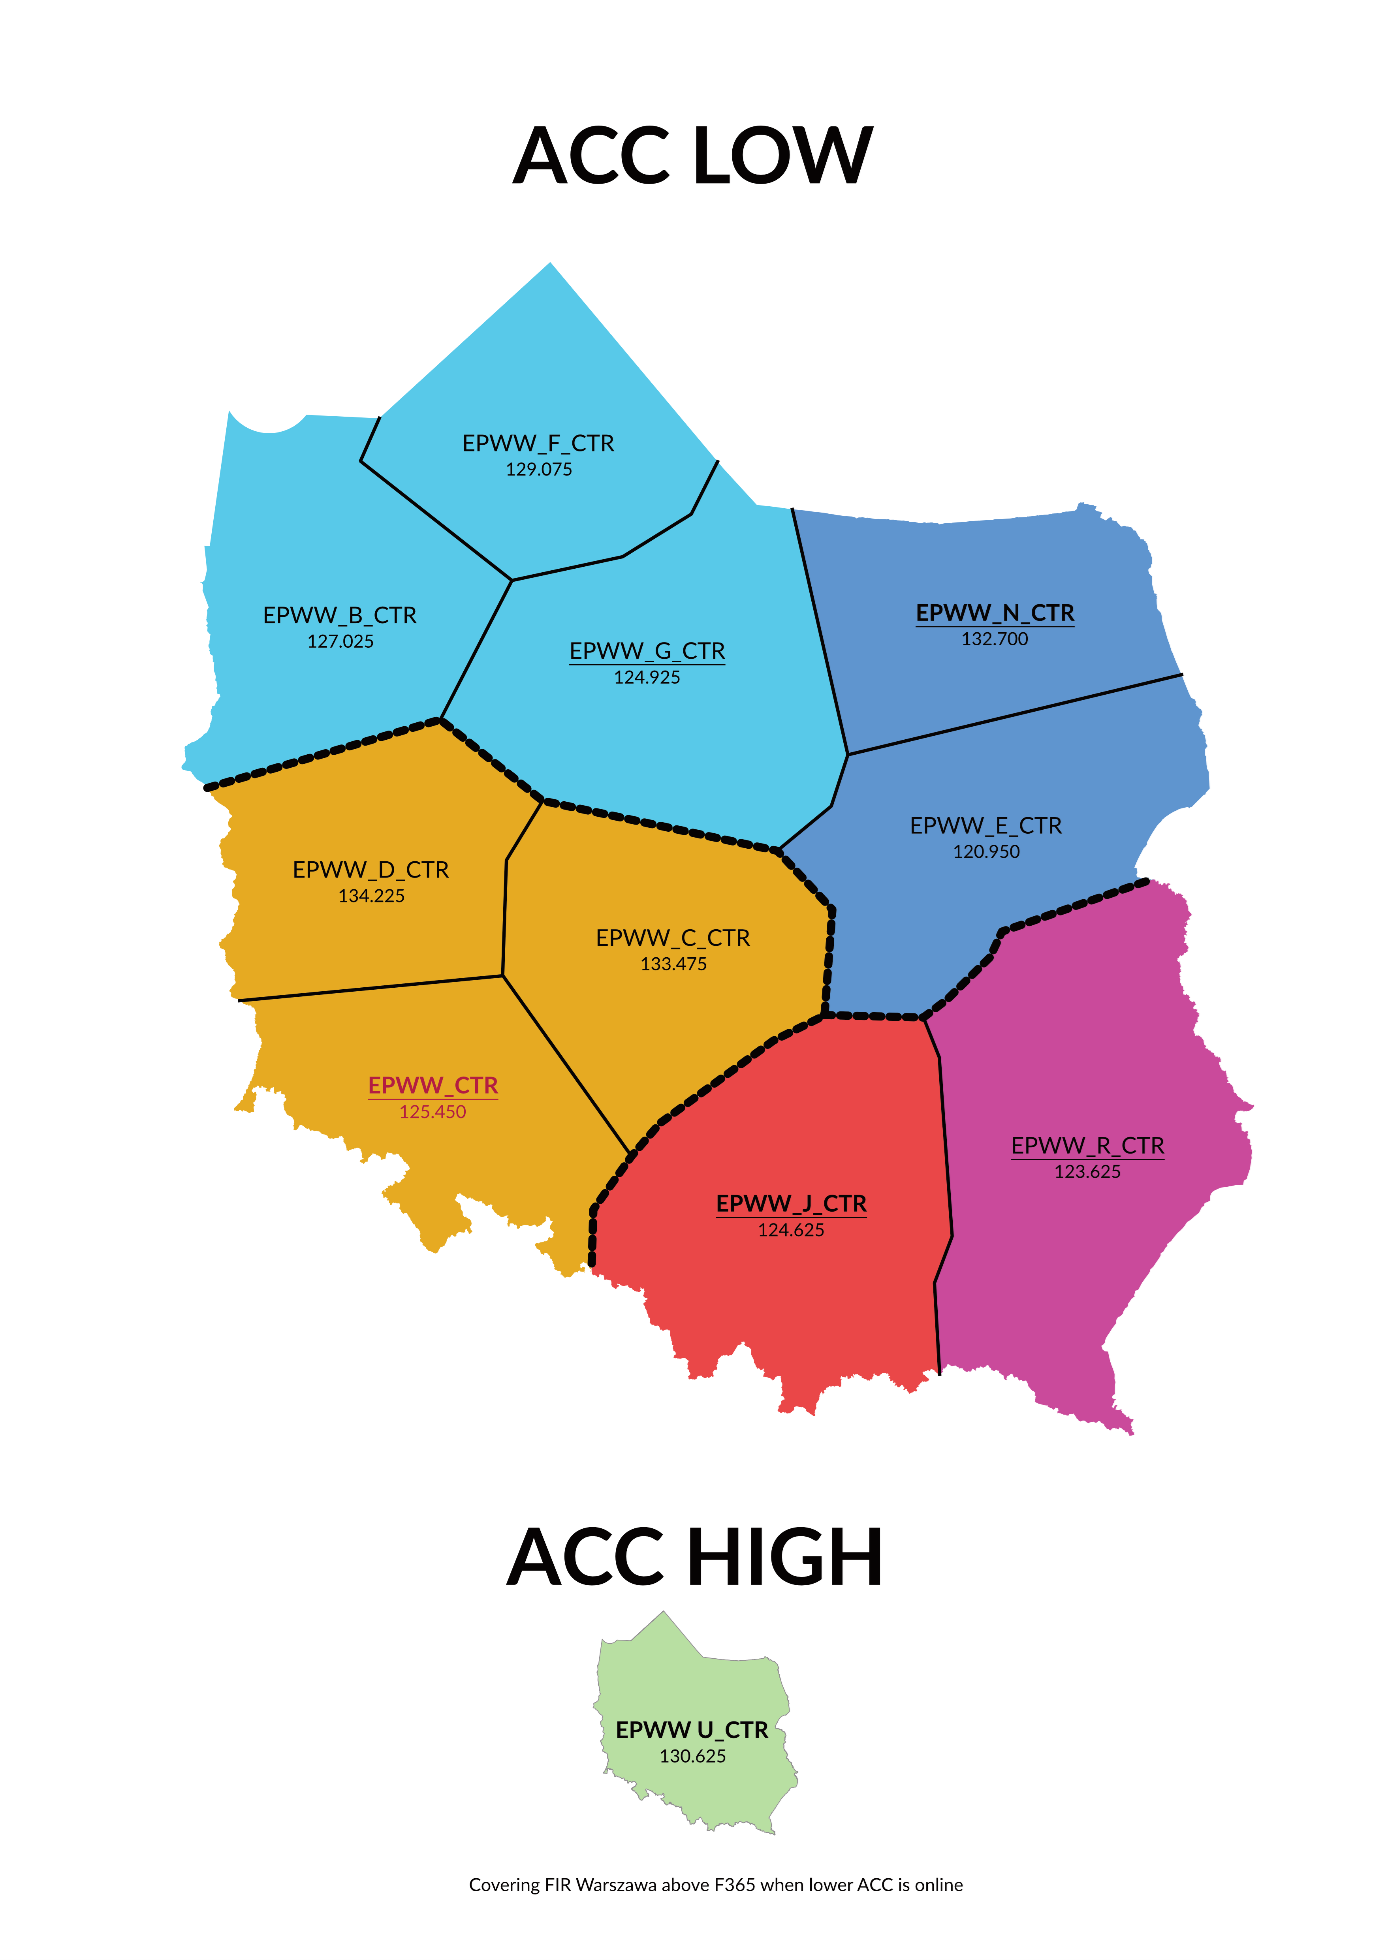 ACC LOW
EPWW_F_CTR
129.075
EPWW_B_CTR
127.025
EPWW_G_CTR
124.925
EPWW_N_CTR
132.700
EPWW_E_CTR
120.950
EPWW_D_CTR
134.225
EPWW_C_CTR
133.475
EPWW_CTR
125.450
EPWW_J_CTR
124.625
EPWW_R_CTR
123.625
ACC HIGH
EPWW U_CTR
130.625
Covering FIR Warszawa above F365 when lower ACC is online